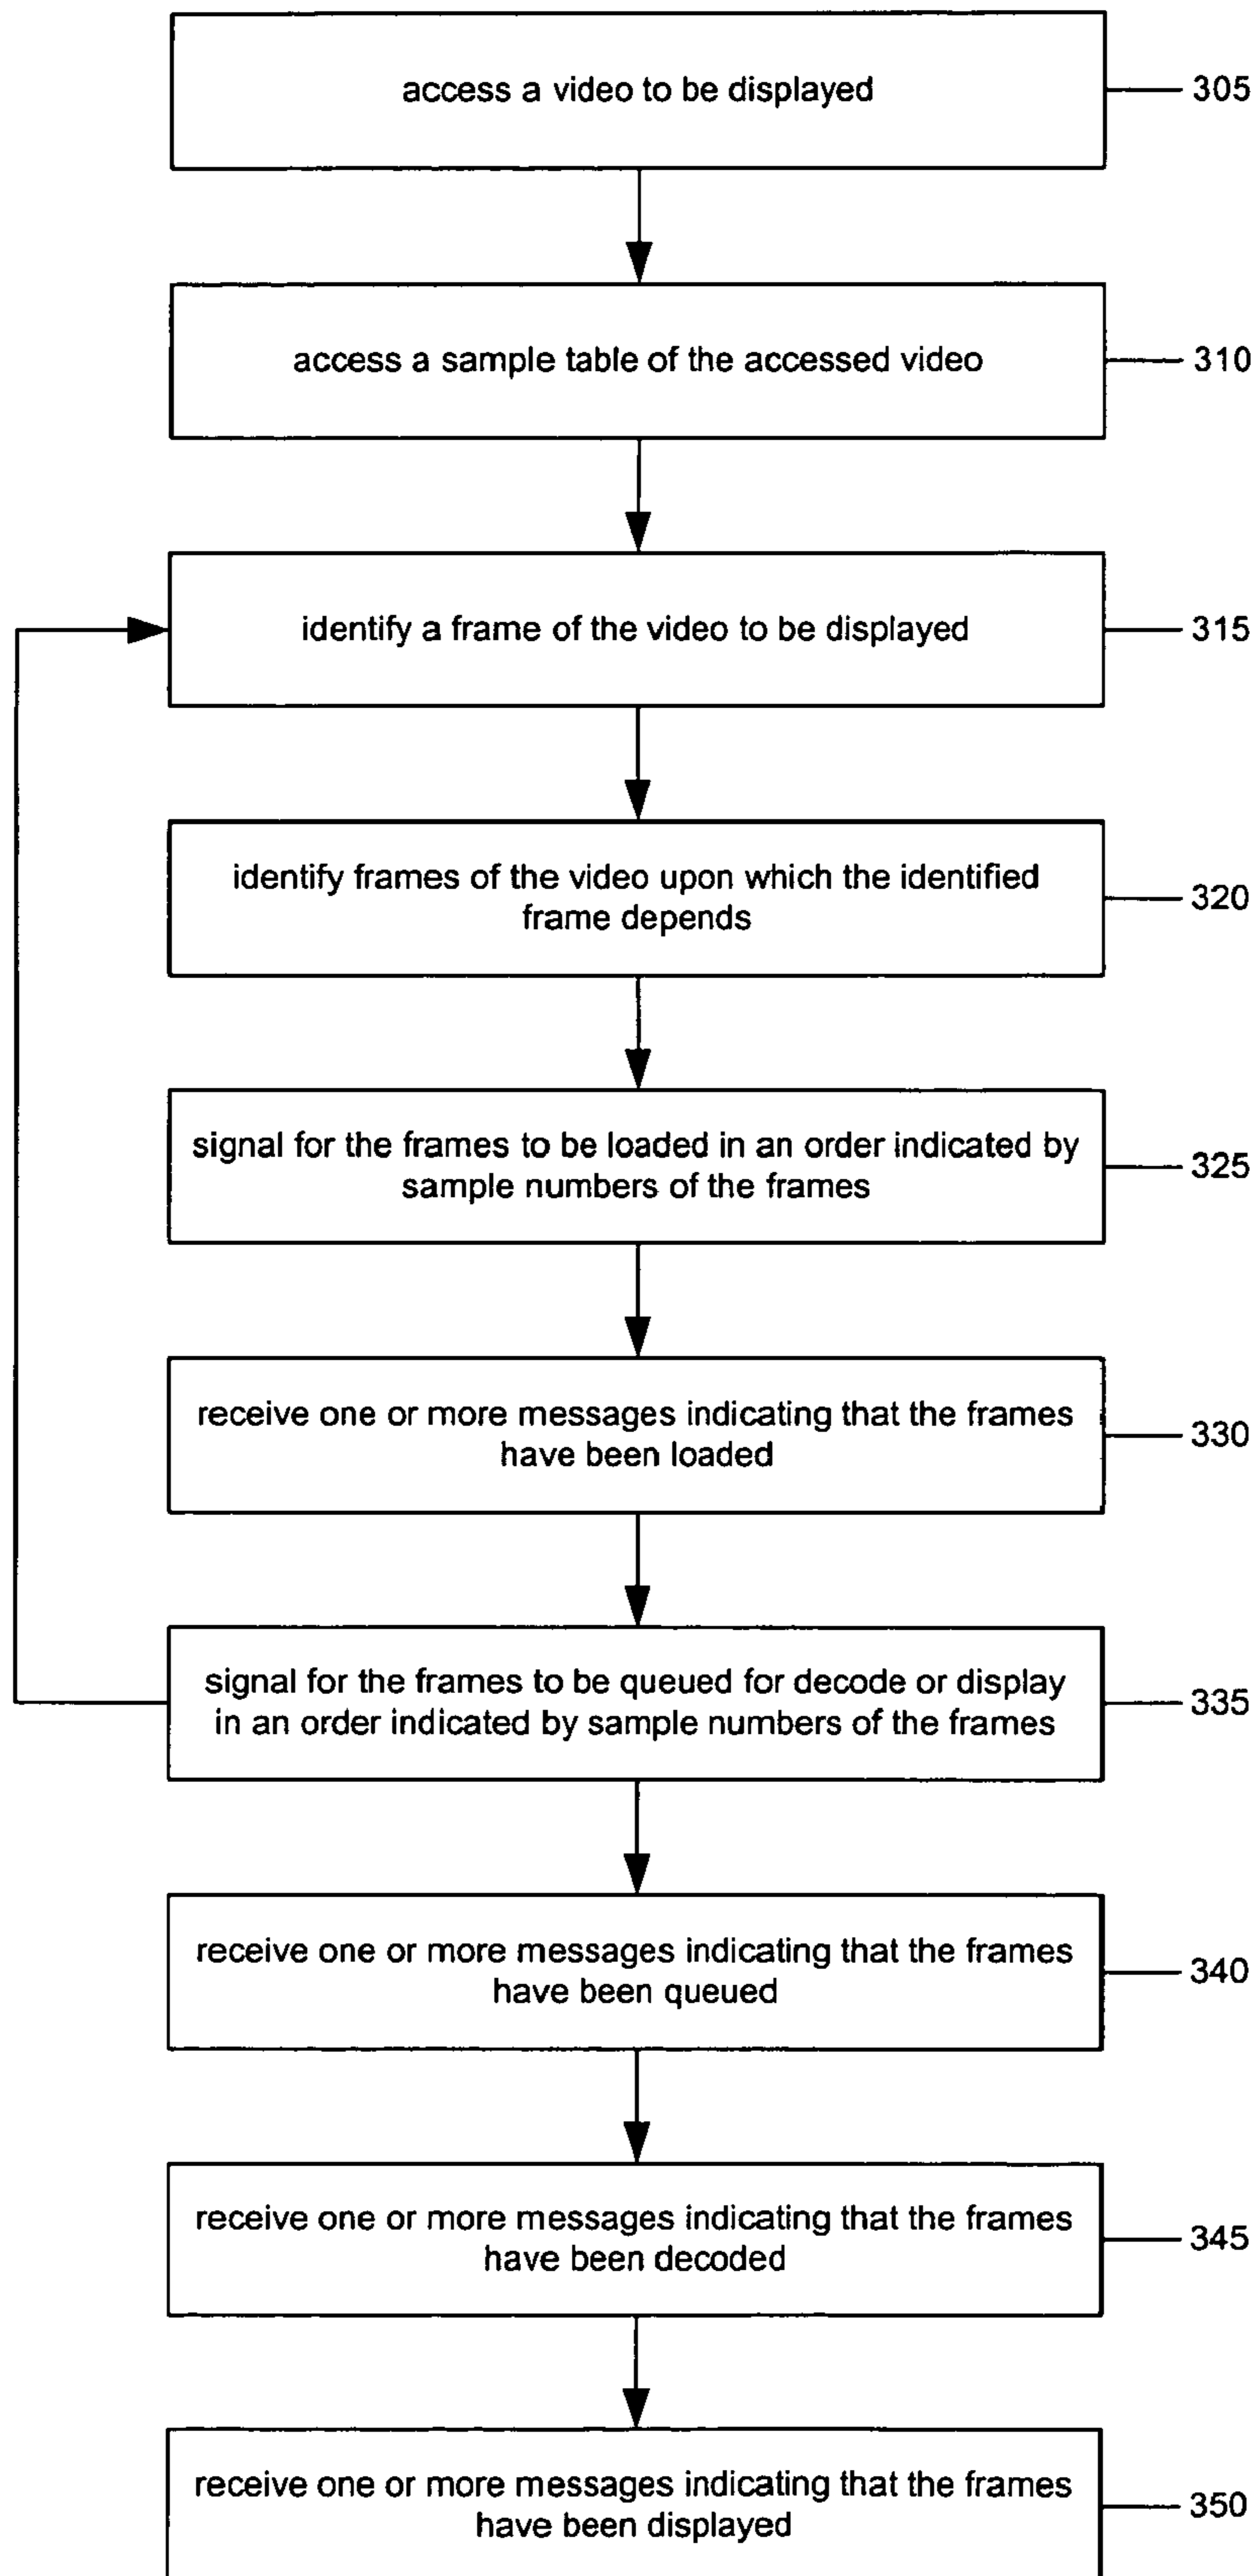 access a video to be displayed
305
access a sample table of the accessed video
310
identify a frame of the video to be displayed
315
identify frames of the video upon which the identified
frame depends
320
signal for the frames to be loaded in an order indicated by
sample numbers of the frames
325
receive one or more messages indicating that the frames
have been loaded
330
signal for the frames to be queued for decode or display
in an order indicated by sample numbers of the frames
335
receive one or more messages indicating that the frames
have been queued
340
receive one or more messages indicating that the frames
have been decoded
345
receive one or more messages indicating that the frames
have been displayed
350